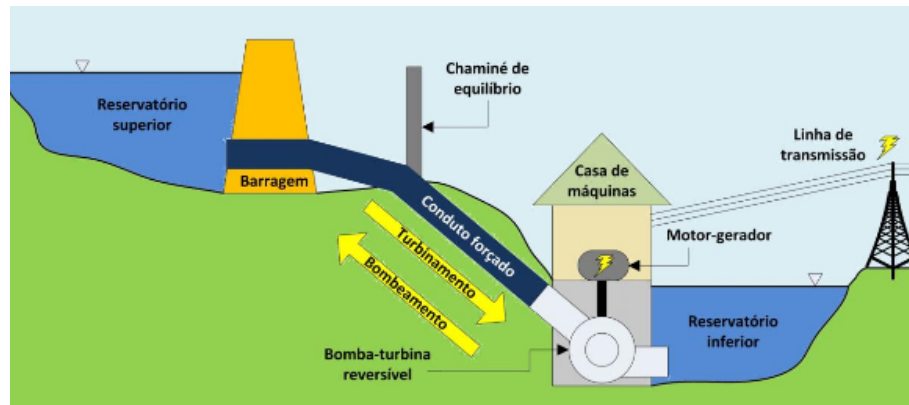 Chaminé de
equilíbrio
Reservatório
superior
Linha de
transmissão
Casa de
máquinas
Barragem
Conduto forçado
Motor-gerador
Turbinamento
Bombeamento
Reservatório
inferior
Bomba-turbina
reversível